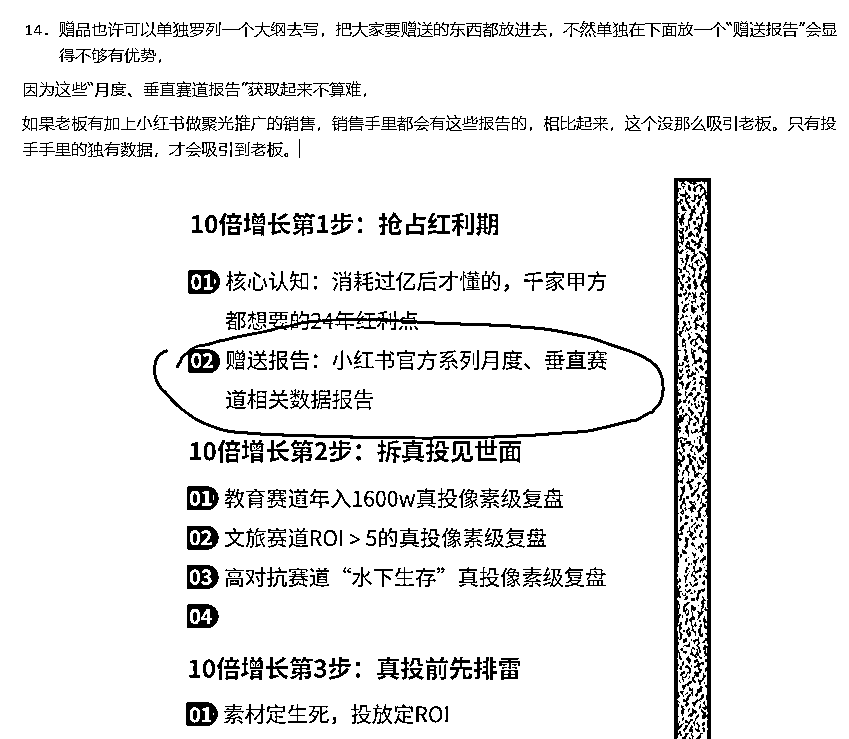 14. 赠品也许可以单独罗列一个大纲去写，把大家要赠送的东西都放进去，不然单独在下面放一个“赠送报告”会显
得不够有优势，
因为这些“月度、垂直赛道报告”获取起来不算难，
如果老板有加上小红书做聚光推广的销售，销售手里都会有这些报告的，相比起来，这个没那么吸引老板。只有投
手手里的独有数据，才会吸引到老板。
10倍增长第1步：抢占红利期
01 核心认知：消耗过亿后才懂的，千家甲方
都想要的24年红利点
02 赠送报告：小红书官方系列月度、垂直赛
道相关数据报告
10倍增长第2步：拆真投见世面
01 教育赛道年入1600w真投像素级复盘
02 文旅赛道ROI > 5的真投像素级复盘
03 高对抗赛道“水下生存”真投像素级复盘
04
10倍增长第3步：真投前先排雷
01 素材定生死，投放定ROI